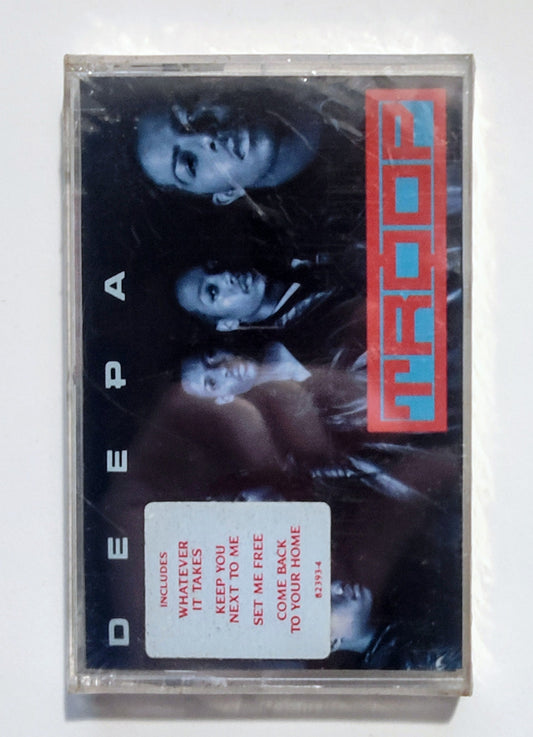 TROOP
DEEPA
INCLUDES
WHATEVER
IT TAKES
KEEP YOU
NEXT TO ME
SET ME FREE
COME BACK
TO YOUR HOME
82393-4